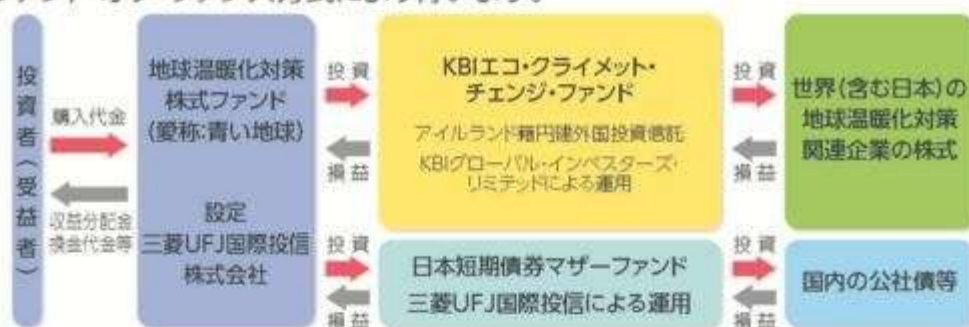 投資者(受益者)
購入代金
収益分配金
換金代金等
地球温暖化対策
株式ファンド
(愛称:青い地球)
設定
三菱UFJ国際投信
株式会社
投資
損益
KBIエコ・クライメット・
チェンジ・ファンド
アイルランド籍円建外国投資信託
KBIグローバル・インベスターズ・
リミテッドによる運用
投資
損益
世界(含む日本)の
地球温暖化対策
関連企業の株式
投資
損益
日本短期債券マザーファンド
三菱UFJ国際投信による運用
投資
損益
国内の公社債等